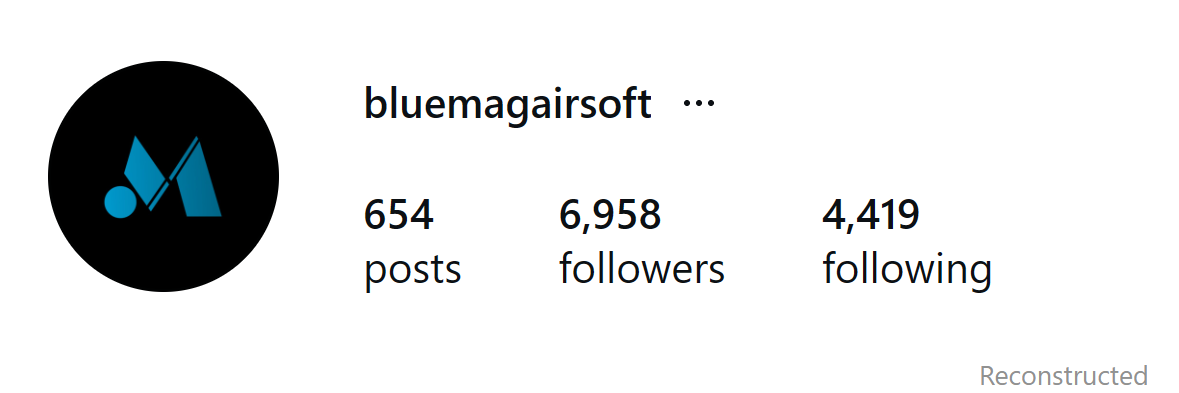 bluemagairsoft ...
654 6,958 4,419
posts followers following
Reconstructed